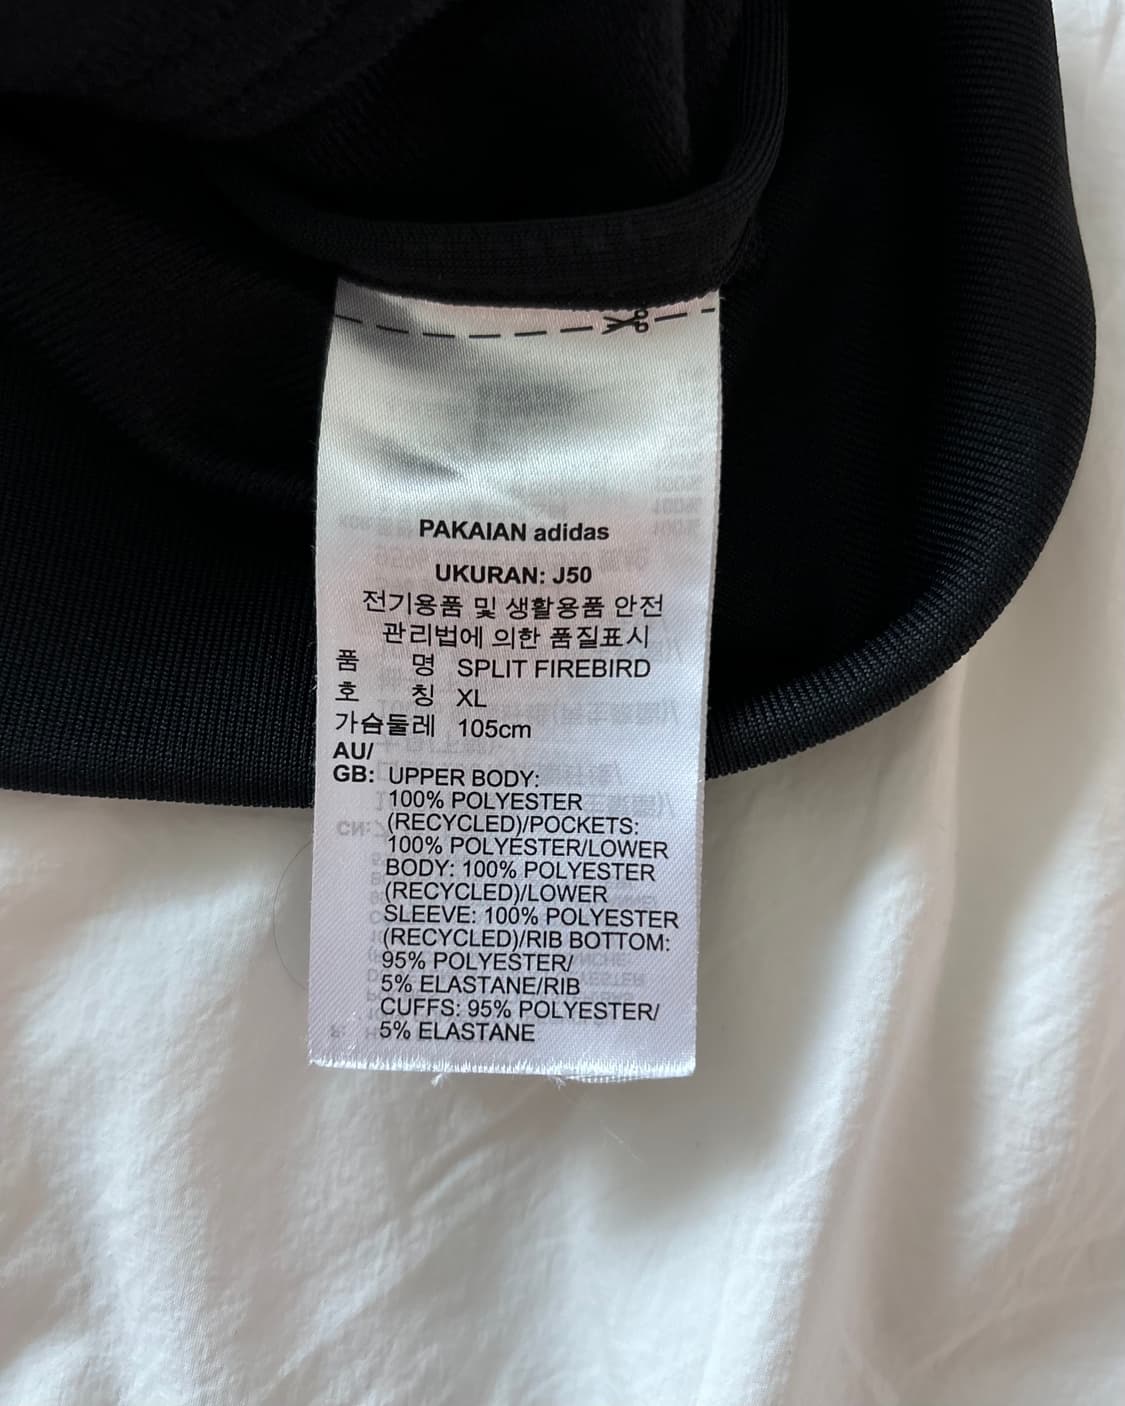 PAKAIAN adidas
UKURAN: J50
전기용품 및 생활용품 안전
관리법에 의한 품질표시
품 명 SPLIT FIREBIRD
호 칭 XL
가슴둘레 105cm
AU/
GB: UPPER BODY:
100% POLYESTER
(RECYCLED)/POCKETS:
100% POLYESTER/LOWER
BODY: 100% POLYESTER
(RECYCLED)/LOWER
SLEEVE: 100% POLYESTER
(RECYCLED)/RIB BOTTOM:
95% POLYESTER/
5% ELASTANE/RIB
CUFFS: 95% POLYESTER/
5% ELASTANE